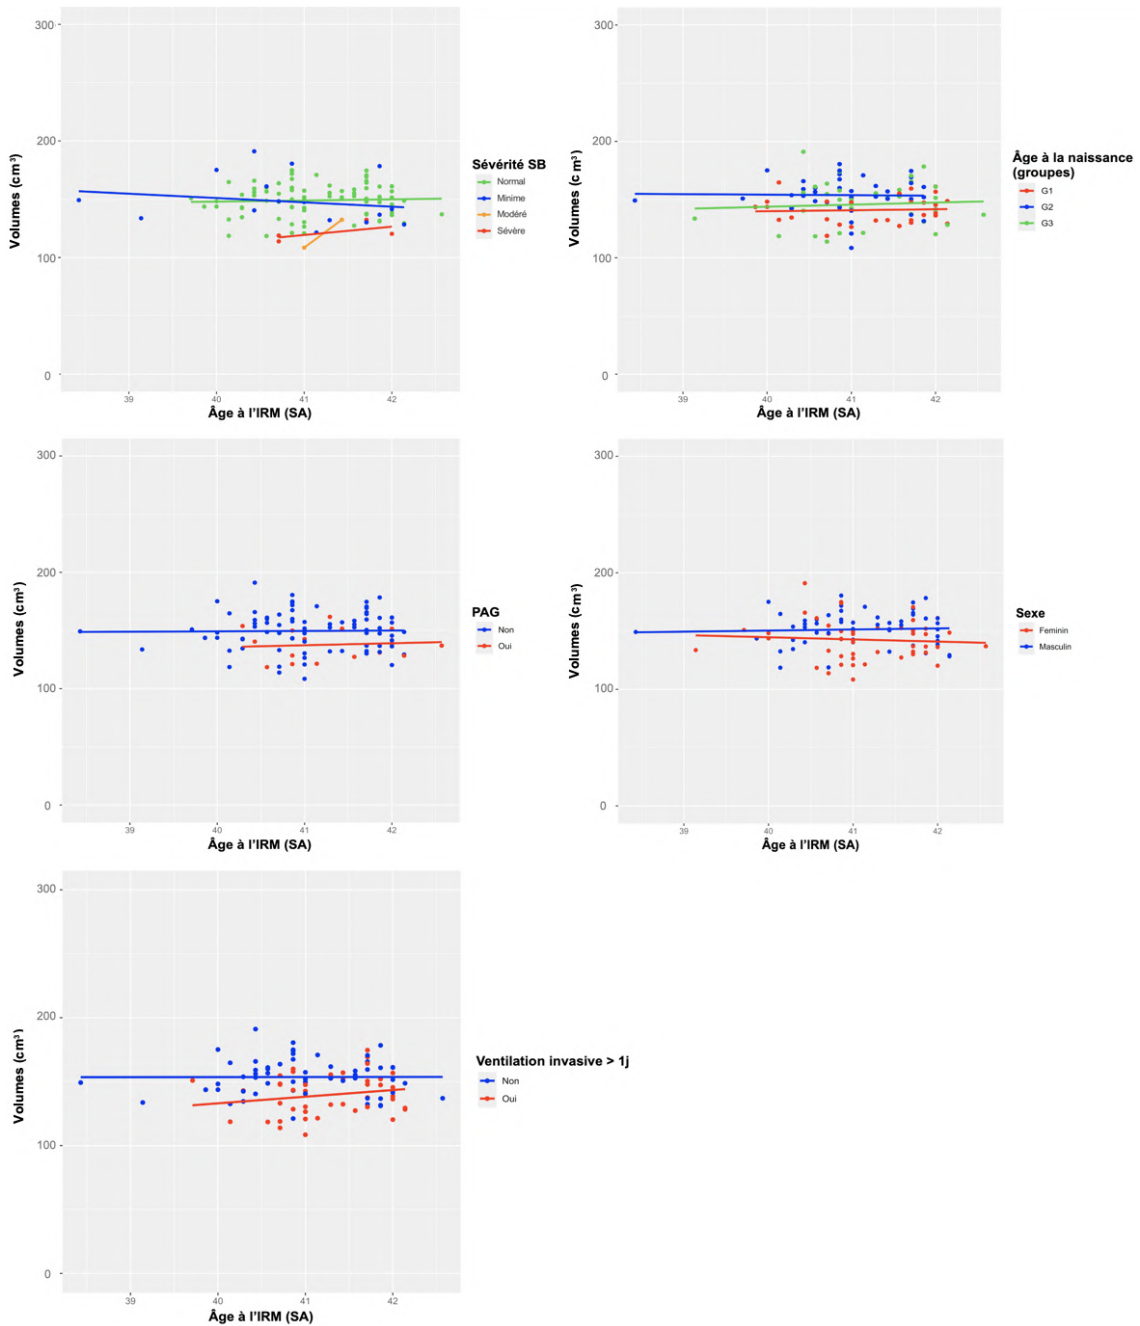 300
200
100
0
Volumes (cm³)
39
40
41
42
Âge à l'IRM (SA)
Sévérité SB
Normal
Minime
Modéré
Sévère
300
200
100
0
Volumes (c m³)
39
40
41
42
Âge à l'IRM (SA)
Âge à la naissance
(groupes)
G1
G2
G3
300
200
100
0
Volumes (cm³)
39
40
41
42
Âge à l'IRM (SA)
PAG
Non
Oui
300
200
100
0
Volumes (cm³)
39
40
41
42
Âge à l'IRM (SA)
Sexe
Feminin
Masculin
300
200
100
0
Volumes (cm³)
39
40
41
42
Âge à l'IRM (SA)
Ventilation invasive > 1j
Non
Oui